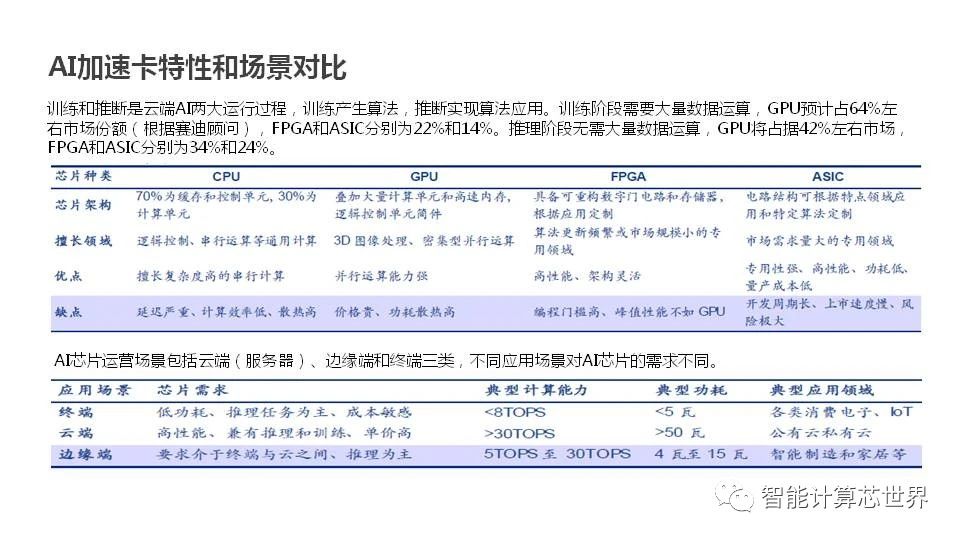 AI加速卡特性和场景对比
训练和推断是云端AI两大运行过程，训练产生算法，推断实现算法应用。训练阶段需要大量数据运算，GPU预计占64%左
右市场份额（根据赛迪顾问），FPGA和ASIC分别为22%和14%。推理阶段无需大量数据运算，GPU将占据42%左右市场，
FPGA和ASIC分别为34%和24%。
芯片种类 CPU GPU FPGA ASIC
芯片架构 70%为缓存和控制单元, 30%为 叠加大量计算单元和高速内存, 具备可重构数字门电路和存储器, 电路结构可根据特点领域应
计算单元 逻辑控制单元简件 根据应用定制 用和特定算法定制
擅长领域 逻辑控制、串行运算等通用计算 3D 图像处理、密集型并行运算 算法更新频繁或市场规模小的专 市场需求量大的专用领域
用领域
优点 擅长复杂度高的串行计算 并行运算能力强 高性能、架构灵活 专用性强、高性能、功耗低、
量产成本低
缺点 延迟严重、计算效率低、散热高 价格贵、功耗散热高 编程门槛高、峰值性能不如 GPU 开发周期长、上市速度慢、风
险极大
AI芯片运营场景包括云端（服务器）、边缘端和终端三类，不同应用场景对AI芯片的需求不同。
应用场景 芯片需求 典型计算能力 典型功耗 典型应用领域
终端 低功耗、推理任务为主、成本敏感 <8TOPS <5 瓦 各类消费电子、IoT
云端 高性能、兼有推理和训练、单价高 >30TOPS >50 瓦 公有云私有云
边缘端 要求介于终端与云之间、推理为主 5TOPS 至 30TOPS 4 瓦至 15 瓦 智能制造和家居等
智能计算芯世界